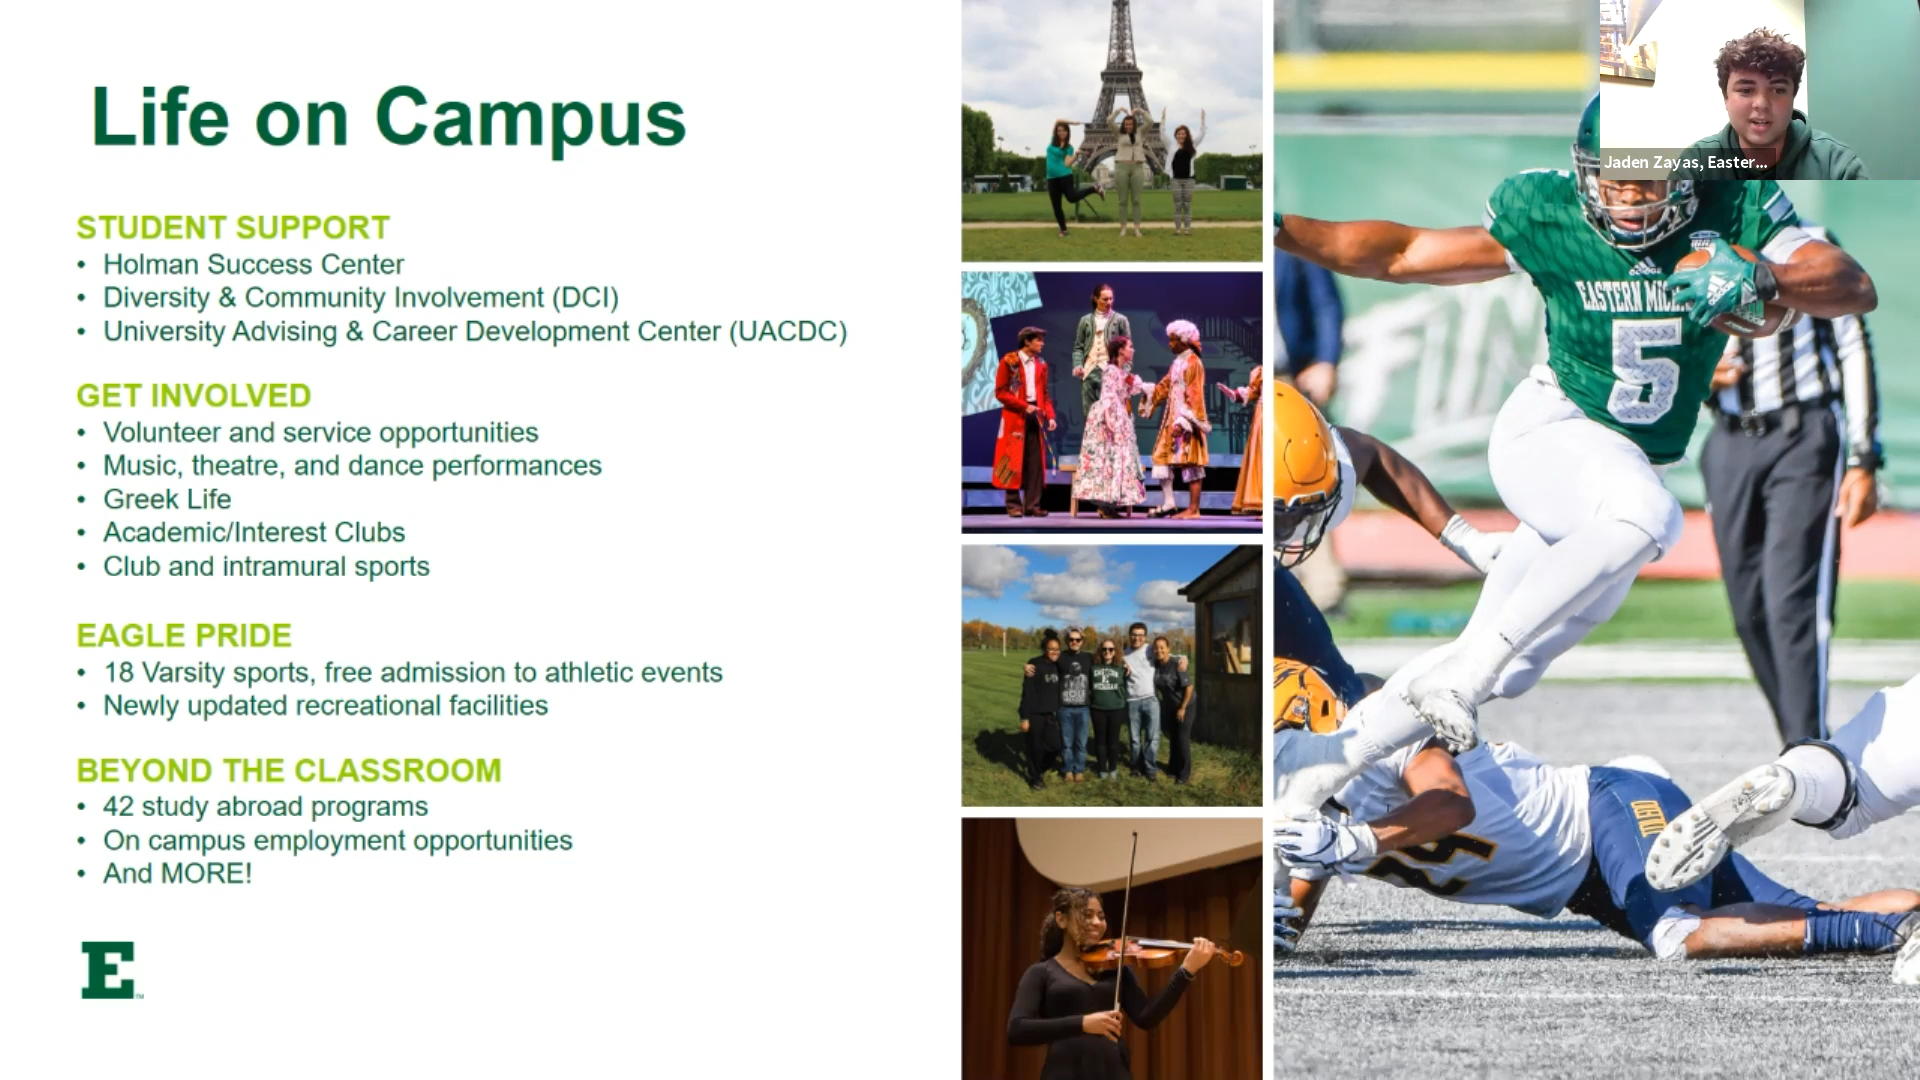 Life on Campus
STUDENT SUPPORT
• Holman Success Center
• Diversity & Community Involvement (DCI)
• University Advising & Career Development Center (UACDC)
GET INVOLVED
• Volunteer and service opportunities
• Music, theatre, and dance performances
• Greek Life
• Academic/Interest Clubs
• Club and intramural sports
EAGLE PRIDE
• 18 Varsity sports, free admission to athletic events
• Newly updated recreational facilities
BEYOND THE CLASSROOM
• 42 study abroad programs
• On campus employment opportunities
• And MORE!
E
Jaden Zayas, Easter...
adidas
EASTERN MIC
5
adidas